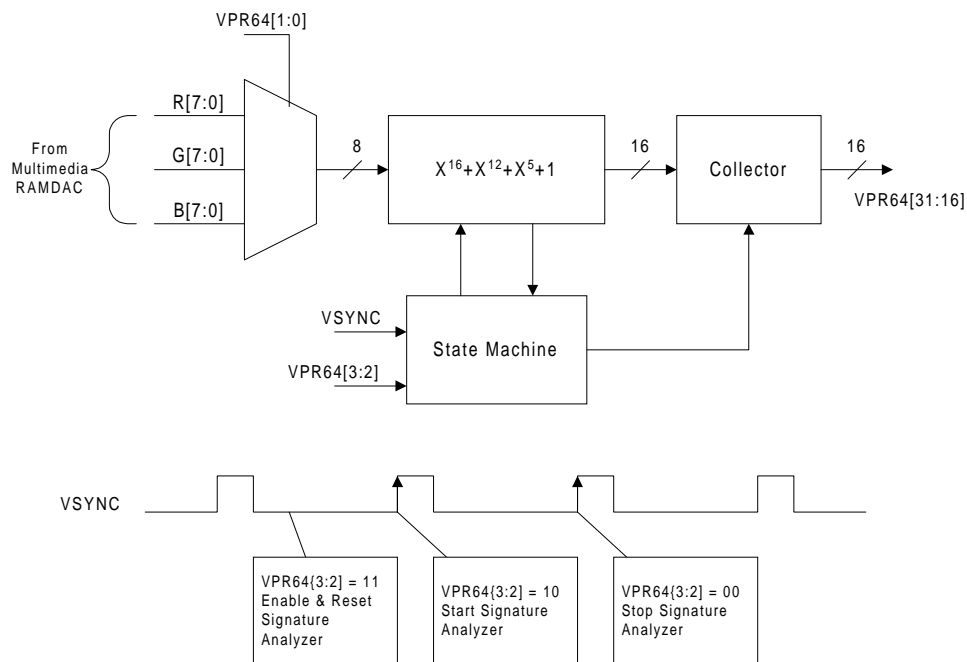 VPR64[1:0]
R[7:0]
From
Multimedia
RAMDAC
G[7:0]
B[7:0]
8
X¹⁶+X¹²+X⁵+1
16
Collector
16
VPR64[31:16]
VSYNC
VPR64[3:2]
State Machine
VSYNC
VPR64{3:2] = 11
Enable & Reset
Signature
Analyzer
VPR64{3:2] = 10
Start Signature
Analyzer
VPR64{3:2] = 00
Stop Signature
Analyzer